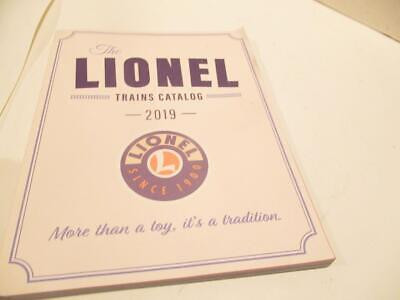 The
LIONEL
TRAINS CATALOG
— 2019 —
LIONEL
L
SINCE 1900
More than a toy, it's a tradition.